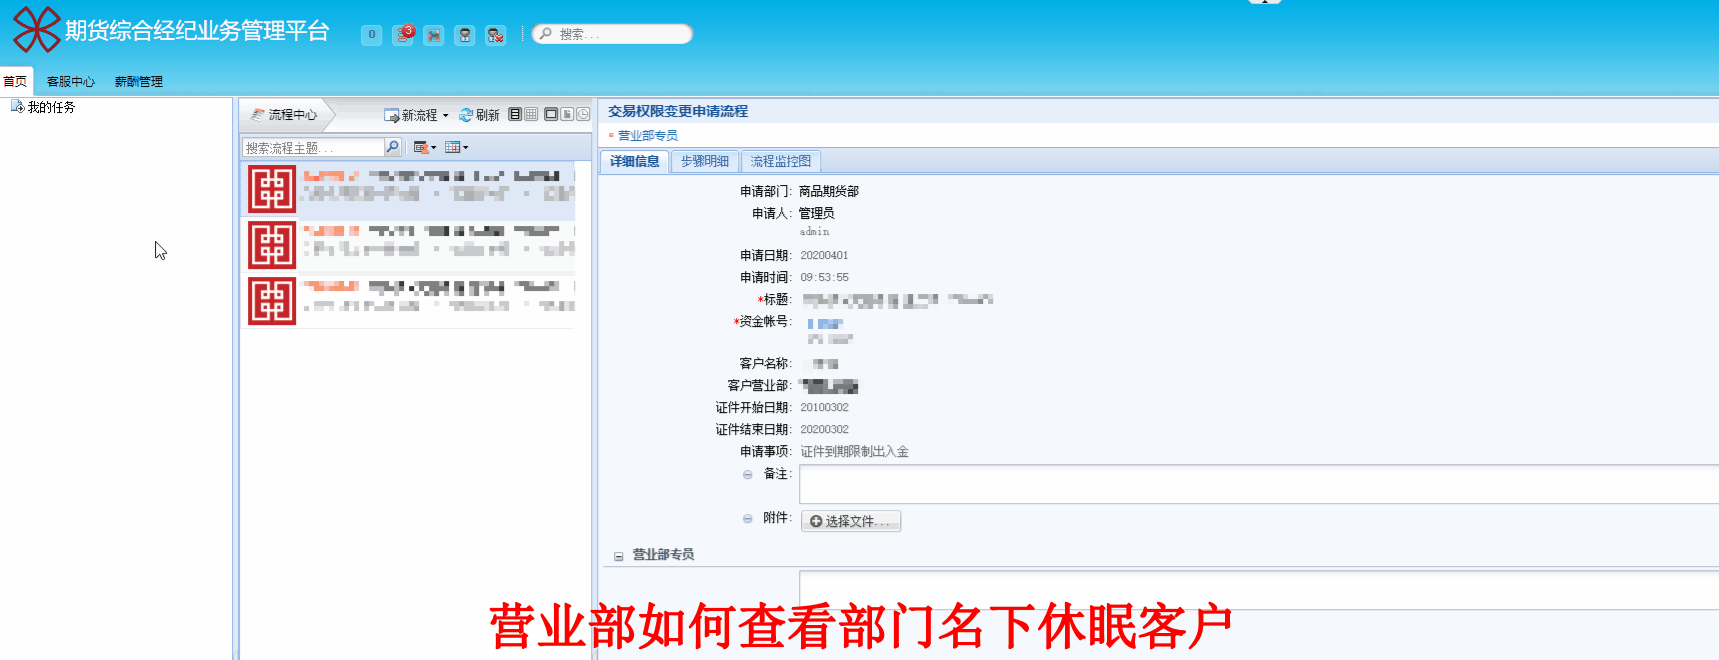 期货综合经纪业务管理平台
0
3
搜索...
首页 客服中心 薪酬管理
我的任务
流程中心 新流程 刷新
搜索流程主题...
交易权限变更申请流程
营业部专员
详细信息 步骤明细 流程监控图
申请部门: 商品期货部
申请人: 管理员
admin
申请日期: 20200401
申请时间: 09:53:55
*标题:
*资金帐号:
客户名称:
客户营业部:
证件开始日期: 20100302
证件结束日期: 20200302
申请事项: 证件到期限制出入金
备注:
附件: 选择文件...
营业部专员
营业部如何查看部门名下休眠客户